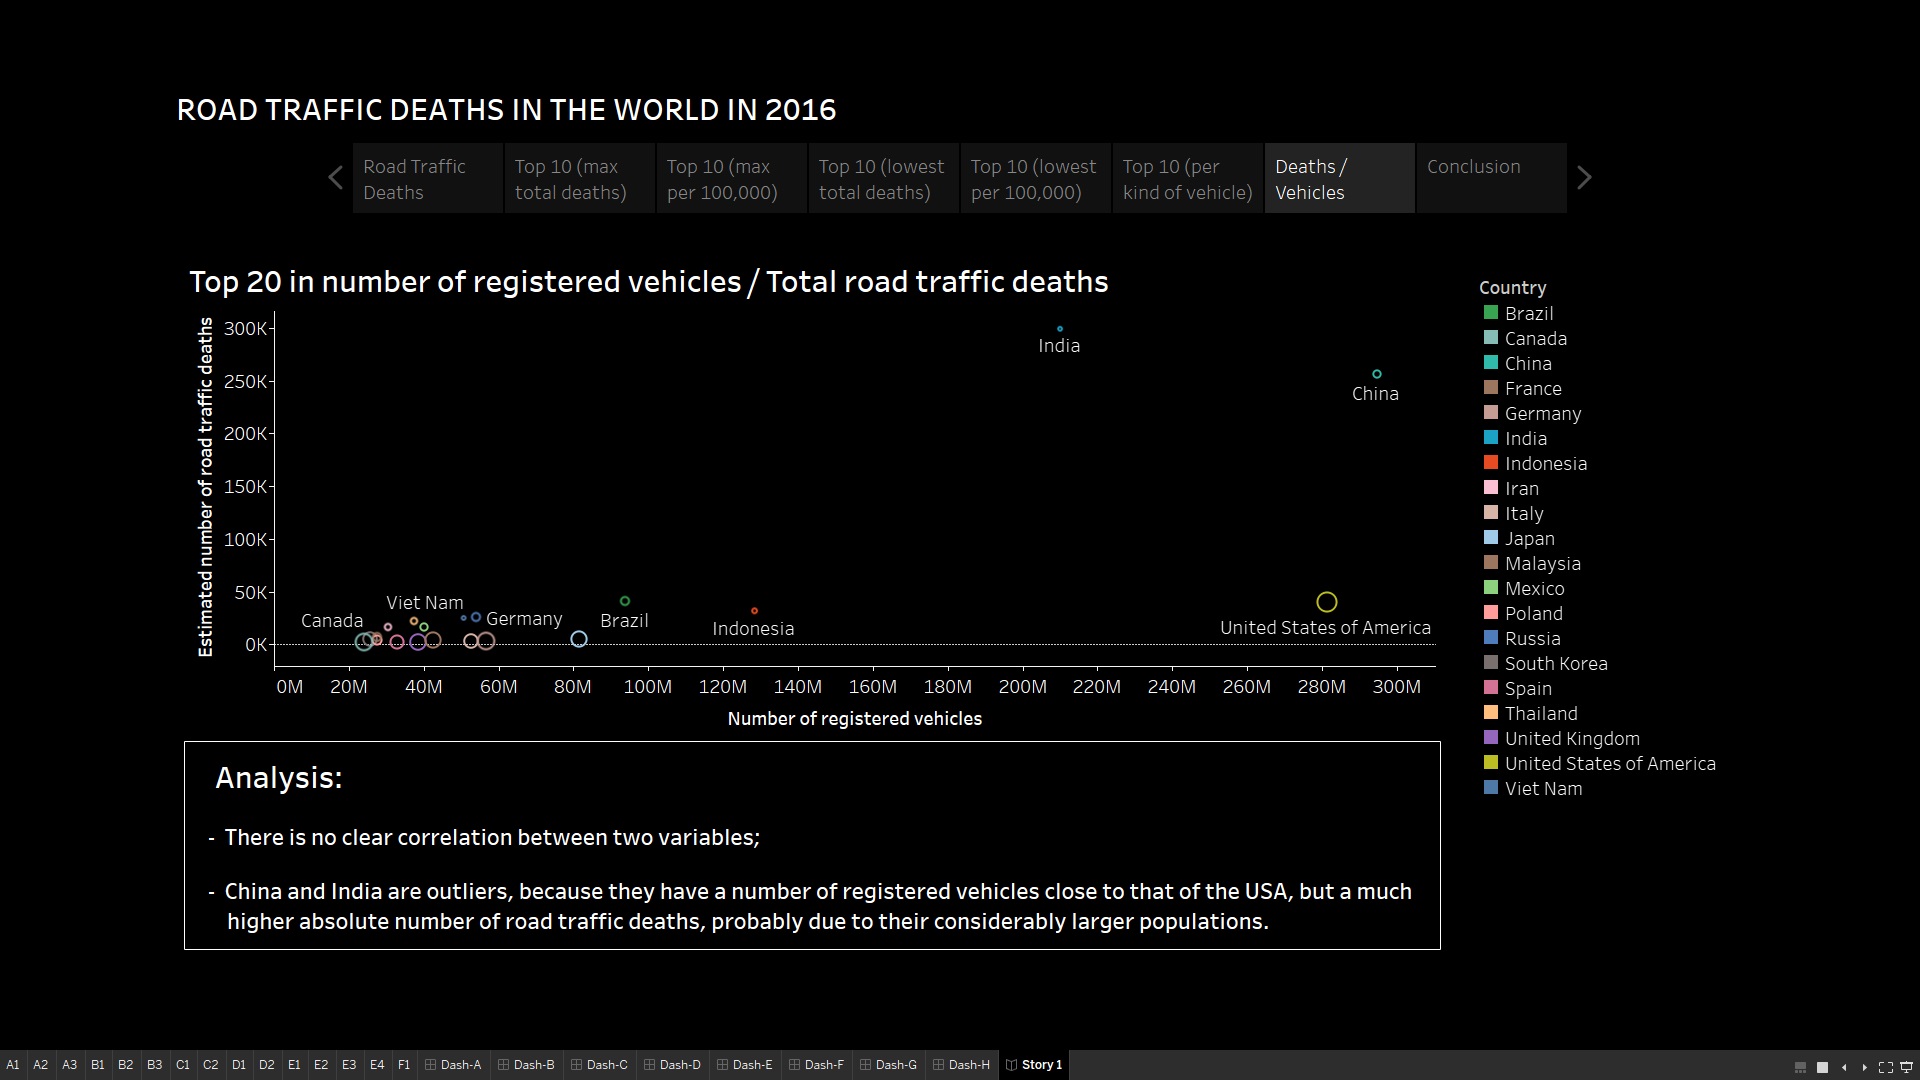 ROAD TRAFFIC DEATHS IN THE WORLD IN 2016
Road Traffic
Deaths
Top 10 (max
total deaths)
Top 10 (max
per 100,000)
Top 10 (lowest
total deaths)
Top 10 (lowest
per 100,000)
Top 10 (per
kind of vehicle)
Deaths /
Vehicles
Conclusion
Top 20 in number of registered vehicles / Total road traffic deaths
Estimated number of road traffic deaths
300K
250K
200K
150K
100K
50K
0K
India
China
Canada
Viet Nam
Germany
Brazil
Indonesia
United States of America
0M
20M
40M
60M
80M
100M
120M
140M
160M
180M
200M
220M
240M
260M
280M
300M
Number of registered vehicles
Country
Brazil
Canada
China
France
Germany
India
Indonesia
Iran
Italy
Japan
Malaysia
Mexico
Poland
Russia
South Korea
Spain
Thailand
United Kingdom
United States of America
Viet Nam
Analysis:
- There is no clear correlation between two variables;
- China and India are outliers, because they have a number of registered vehicles close to that of the USA, but a much
higher absolute number of road traffic deaths, probably due to their considerably larger populations.
A1 A2 A3 B1 B2 B3 C1 C2 D1 D2 E1 E2 E3 E4 F1 Dash-A Dash-B Dash-C Dash-D Dash-E Dash-F Dash-G Dash-H Story 1